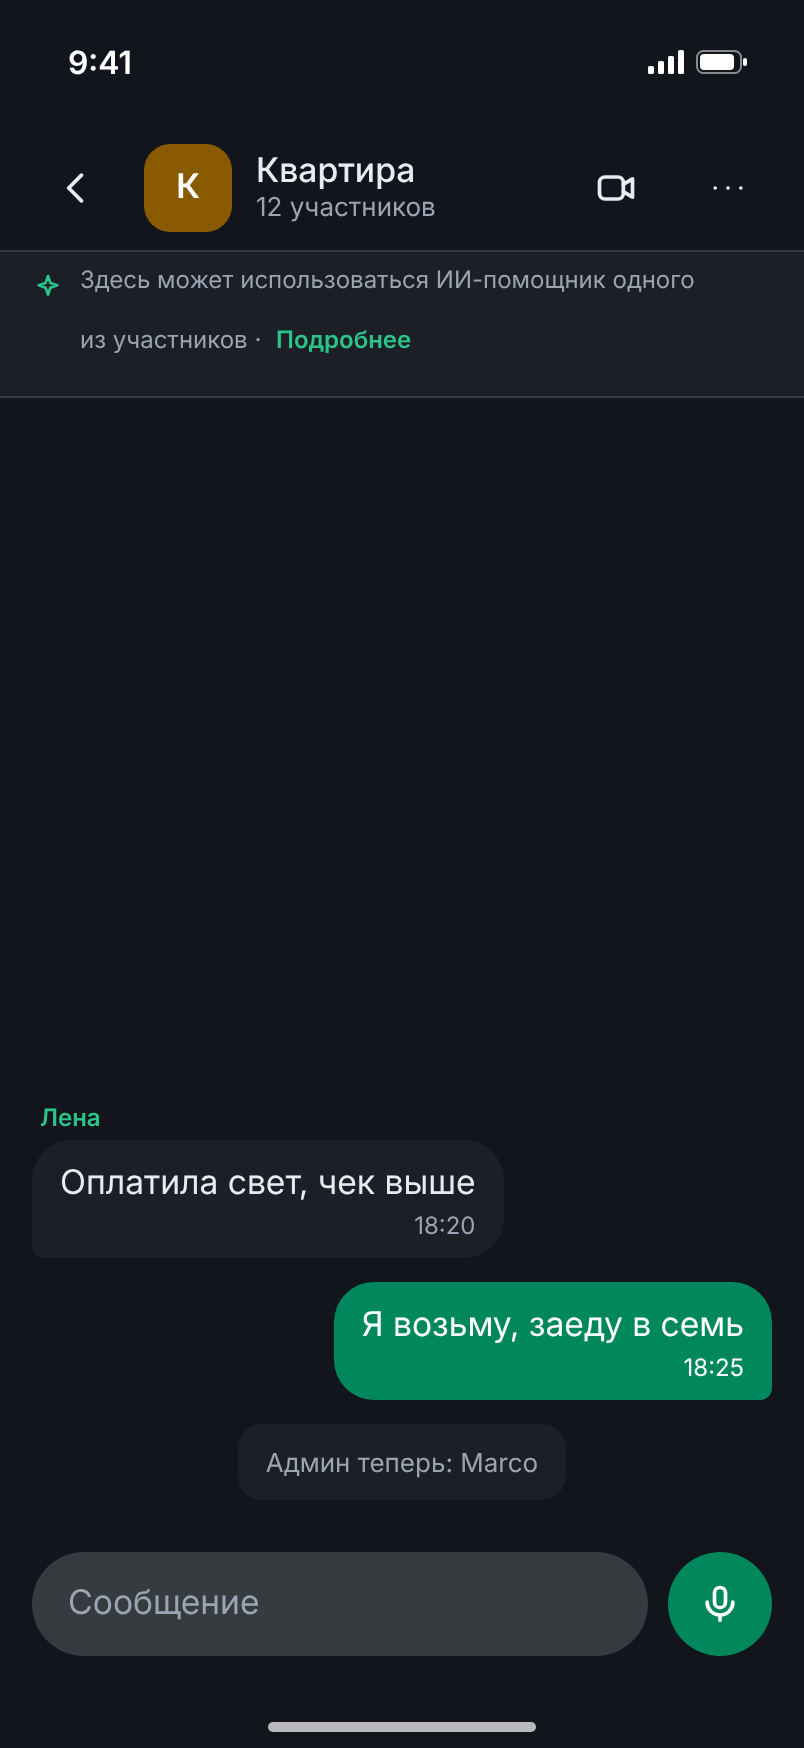 9:41
К
Квартира
12 участников
Здесь может использоваться ИИ-помощник одного
из участников · Подробнее
Лена
Оплатила свет, чек выше
18:20
Я возьму, заеду в семь
18:25
Админ теперь: Marco
Сообщение